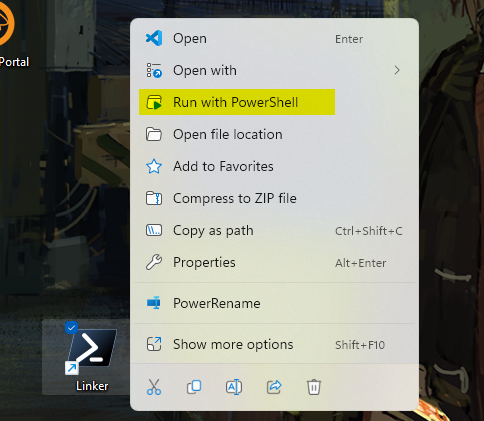 Portal
Open Enter
Open with
Run with PowerShell
Open file location
Add to Favorites
Compress to ZIP file
Copy as path Ctrl+Shift+C
Properties Alt+Enter
PowerRename
Show more options Shift+F10
Linker